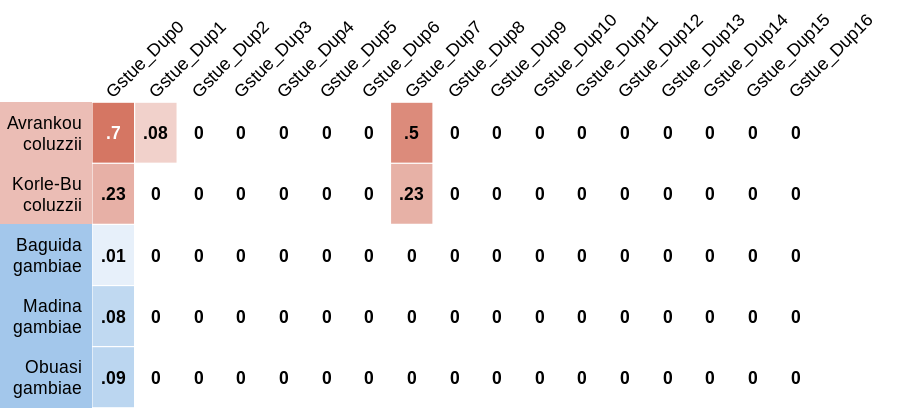 Gstue_Dup0 Gstue_Dup1 Gstue_Dup2 Gstue_Dup3 Gstue_Dup4 Gstue_Dup5 Gstue_Dup6 Gstue_Dup7 Gstue_Dup8 Gstue_Dup9 Gstue_Dup10 Gstue_Dup11 Gstue_Dup12 Gstue_Dup13 Gstue_Dup14 Gstue_Dup15 Gstue_Dup16
Avrankou
coluzzii
.7 .08 0 0 0 0 0 .5 0 0 0 0 0 0 0 0 0
Korle-Bu
coluzzii
.23 0 0 0 0 0 0 .23 0 0 0 0 0 0 0 0 0
Baguida
gambiae
.01 0 0 0 0 0 0 0 0 0 0 0 0 0 0 0 0
Madina
gambiae
.08 0 0 0 0 0 0 0 0 0 0 0 0 0 0 0 0
Obuasi
gambiae
.09 0 0 0 0 0 0 0 0 0 0 0 0 0 0 0 0